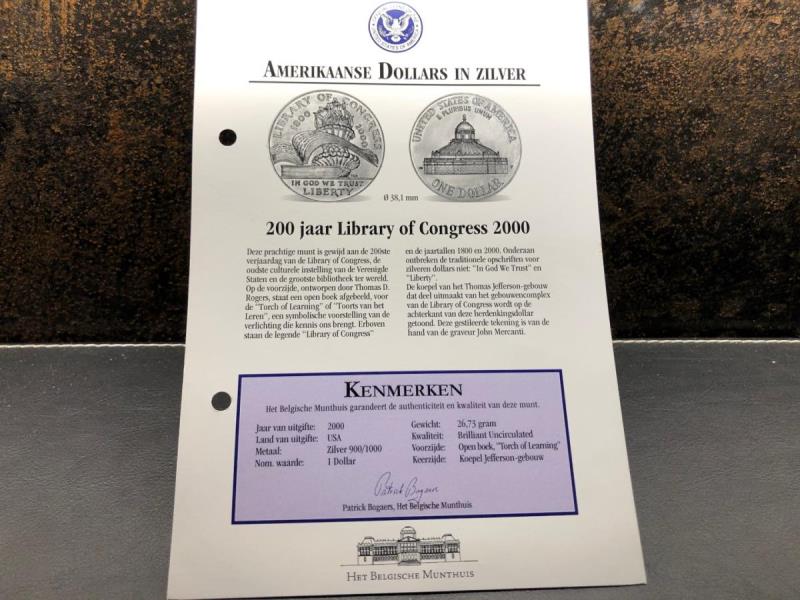 AMERIKAANSE DOLLARS IN ZILVER
LIBRARY OF CONGRESS
1800 2000
IN GOD WE TRUST
LIBERTY
UNITED STATES OF AMERICA
E PLURIBUS UNUM
ONE DOLLAR
Ø 38,1 mm
200 jaar Library of Congress 2000
Deze prachtige munt is gewijd aan de 200ste
verjaardag van de Library of Congress, de
oudste culturele instelling van de Verenigde
Staten en de grootste bibliotheek ter wereld.
Op de voorzijde, ontworpen door Thomas D.
Rogers, staat een open boek afgebeeld, voor
de "Torch of Learning" of "Toorts van het
Leren", een symbolische voorstelling van de
verlichting die kennis ons brengt. Erboven
staan de legende "Library of Congress"
en de jaartallen 1800 en 2000. Onderaan
outbreken de traditionele opschriften voor
zilveren dollars niet: "In God We Trust" en
"Liberty".
De koepel van het Thomas Jefferson-gebouw
dat deel uitmaakt van het gebouwencomplex
van de Library of Congress wordt op de
achterkant van deze herdenkingsdollar
getoond. Deze gestileerde tekening is van de
hand van de graveur John Mercanti.
KENMERKEN
Het Belgische Munthuis garandeert de authenticiteit en kwaliteit van deze munt.
Jaar van uitgifte: 2000
Land van uitgifte: USA
Metaal: Zilver 900/1000
Nom. waarde: 1 Dollar
Gewicht: 26,73 gram
Kwaliteit: Brilliant Uncirculated
Voorzijde: Open boek, "Torch of Learning"
Keerzijde: Koepel Jefferson-gebouw
Patrick Bogaers
Patrick Bogaers, Het Belgische Munthuis
HET BELGISCHE MUNTHUIS